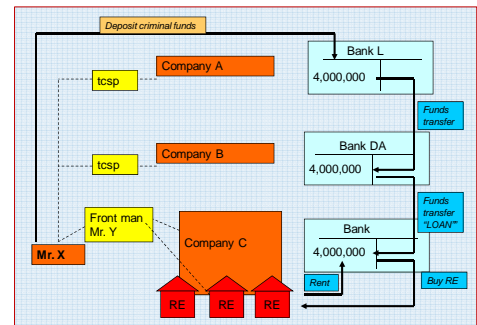 Deposit criminal funds
Bank L
4,000,000
Company A
tcsp
Funds
transfer
Bank DA
4,000,000
Company B
tcsp
Funds
transfer
"LOAN"
Front man
Mr. Y
Company C
Bank
4,000,000
Mr. X
Rent
Buy RE
RE
RE
RE